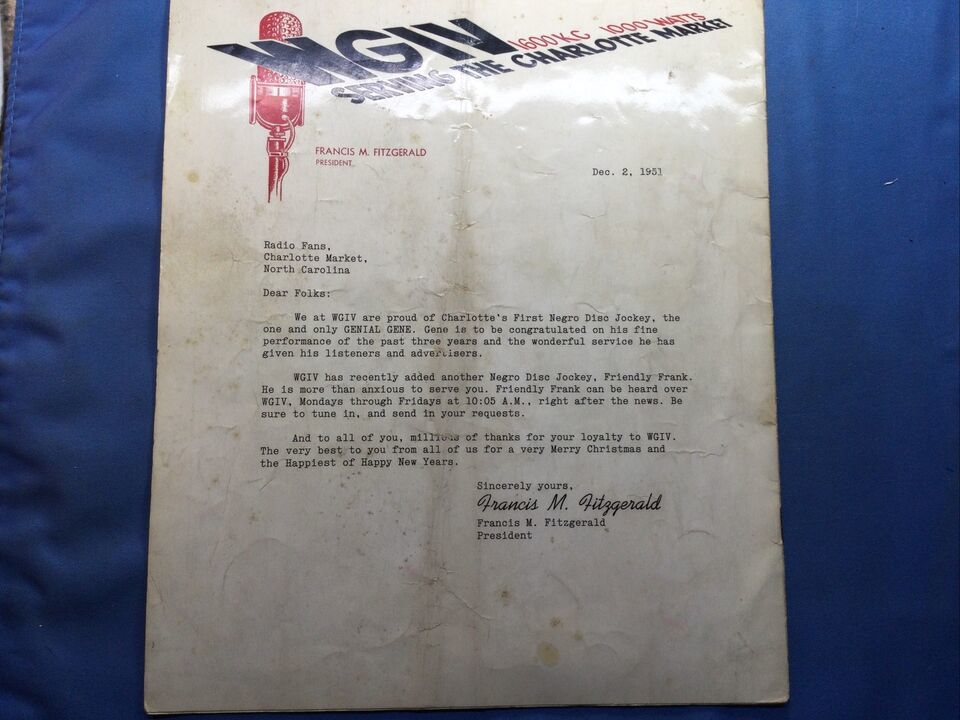 WGIV 1600KC 1000 WATTS
SERVING THE CHARLOTTE MARKET
FRANCIS M. FITZGERALD
PRESIDENT
Dec. 2, 1951
Radio Fans,
Charlotte Market,
North Carolina
Dear Folks:
We at WGIV are proud of Charlotte's First Negro Disc Jockey, the
one and only GENIAL GENE. Gene is to be congratulated on his fine
performance of the past three years and the wonderful service he has
given his listeners and advertisers.
WGIV has recently added another Negro Disc Jockey, Friendly Frank.
He is more than anxious to serve you. Friendly Frank can be heard over
WGIV, Mondays through Fridays at 10:05 A.M., right after the news. Be
sure to tune in, and send in your requests.
And to all of you, millions of thanks for your loyalty to WGIV.
The very best to you from all of us for a very Merry Christmas and
the Happiest of Happy New Years.
Sincerely yours,
Francis M. Fitzgerald
Francis M. Fitzgerald
President